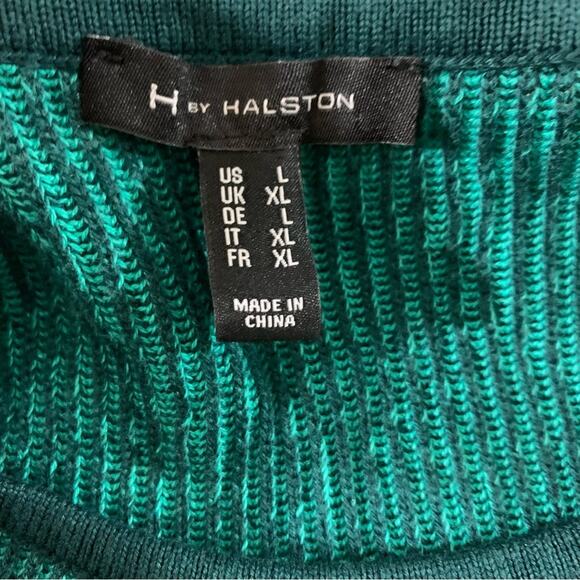 H BY HALSTON
US L
UK XL
DE L
IT XL
FR XL
MADE IN
CHINA